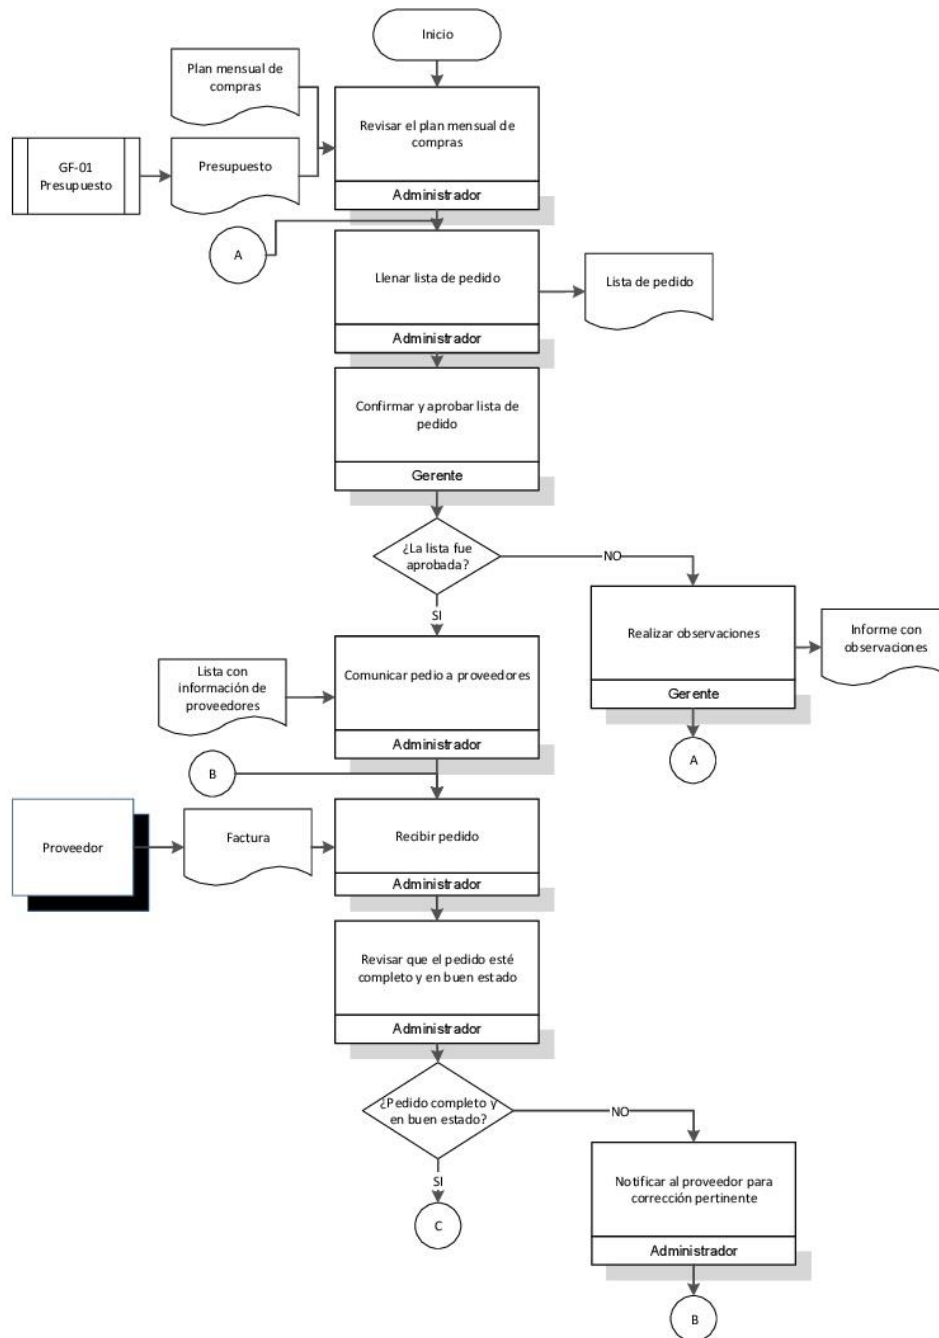 Inicio
Plan mensual de
compras
Revisar el plan mensual de
compras
GF-01
Presupuesto
Presupuesto
Administrador
A
Llenar lista de pedido
Lista de pedido
Administrador
Confirmar y aprobar lista de
pedido
Gerente
¿La lista fue
aprobada?
NO
SI
Realizar observaciones
Informe con
observaciones
Gerente
A
Lista con
información de
proveedores
Comunicar pedio a proveedores
Administrador
B
Proveedor
Factura
Recibir pedido
Administrador
Revisar que el pedido esté
completo y en buen estado
Administrador
¿Pedido completo y
en buen estado?
NO
SI
C
Notificar al proveedor para
corrección pertinente
Administrador
B